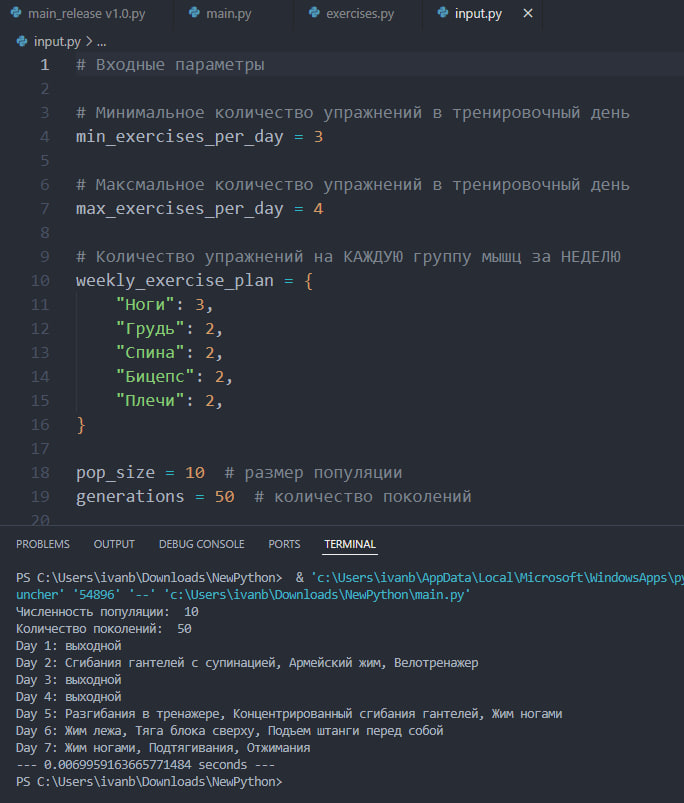 main_release v1.0.py main.py exercises.py input.py ×
input.py > ...
1 # Входные параметры
2
3 # Минимальное количество упражнений в тренировочный день
4 min_exercises_per_day = 3
5
6 # Максмальное количество упражнений в тренировочный день
7 max_exercises_per_day = 4
8
9 # Количество упражнений на КАЖДУЮ группу мышц за НЕДЕЛЮ
10 weekly_exercise_plan = {
11 "Ноги": 3,
12 "Грудь": 2,
13 "Спина": 2,
14 "Бицепс": 2,
15 "Плечи": 2,
16 }
17
18 pop_size = 10 # размер популяции
19 generations = 50 # количество поколений
20
PROBLEMS OUTPUT DEBUG CONSOLE PORTS TERMINAL
PS C:\Users\ivanb\Downloads\NewPython> & 'c:\Users\ivanb\AppData\Local\Microsoft\WindowsApps\py
uncher' '54896' '--' 'c:\Users\ivanb\Downloads\NewPython\main.py'
Численность популяции: 10
Количество поколений: 50
Day 1: выходной
Day 2: Сгибания гантелей с супинацией, Армейский жим, Велотренажер
Day 3: выходной
Day 4: выходной
Day 5: Разгибания в тренажере, Концентрированный сгибания гантелей, Жим ногами
Day 6: Жим лежа, Тяга блока сверху, Подъем штанги перед собой
Day 7: Жим ногами, Подтягивания, Отжимания
--- 0.0069959163665771484 seconds ---
PS C:\Users\ivanb\Downloads\NewPython>